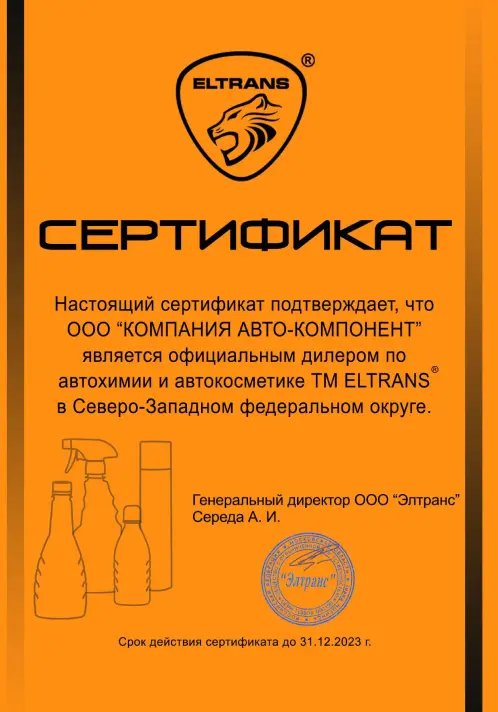 ELTRANS ®
СЕРТИФИКАТ
Настоящий сертификат подтверждает, что
ООО “КОМПАНИЯ АВТО-КОМПОНЕНТ”
является официальным дилером по
автохимии и автокосметике ТМ ELTRANS®
в Северо-Западном федеральном округе.
Генеральный директор ООО “Элтранс”
Середа А. И.
"Элтранс"
Срок действия сертификата до 31.12.2023 г.